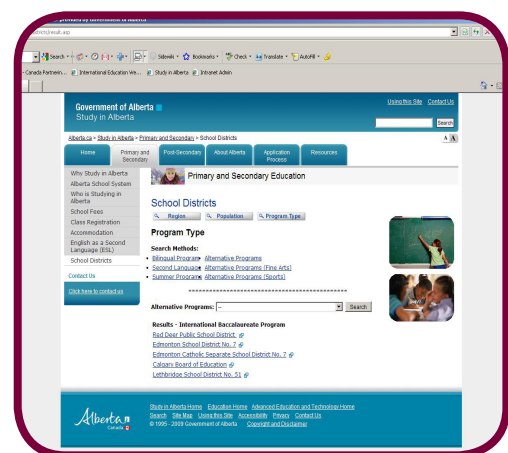 provided by Government of Alberta
Search
Sidewiki
Bookmarks
Check
Translate
AutoFill
Canada Partnern... International Education We... Study in Alberta Intranet Admin
Government of Alberta
Study in Alberta
Using this Site Contact Us
Search
Alberta.ca > Study in Alberta > Primary and Secondary > School Districts
A A
Home
Primary and Secondary
Post-Secondary
About Alberta
Application Process
Resources
Why Study in Alberta
Alberta School System
Who is Studying in Alberta
School Fees
Class Registration
Accommodation
English as a Second Language (ESL)
School Districts
Contact Us
Click here to contact us
Primary and Secondary Education
School Districts
Region Population Program Type
Program Type
Search Methods:
Bilingual Program Alternative Programs
Second Language Alternative Programs (Fine Arts)
Summer Programs Alternative Programs (Sports)
************************************************
Alternative Programs: -- Search
Results - International Baccalaureate Program
Red Deer Public School District
Edmonton School District No. 7
Edmonton Catholic Separate School District No. 7
Calgary Board of Education
Lethbridge School District No. 51
Alberta
Canada
Study in Alberta Home Education Home Advanced Education and Technology Home
Search Site Map Using this Site Accessibility Privacy Contact Us
© 1995 - 2009 Government of Alberta Copyright and Disclaimer